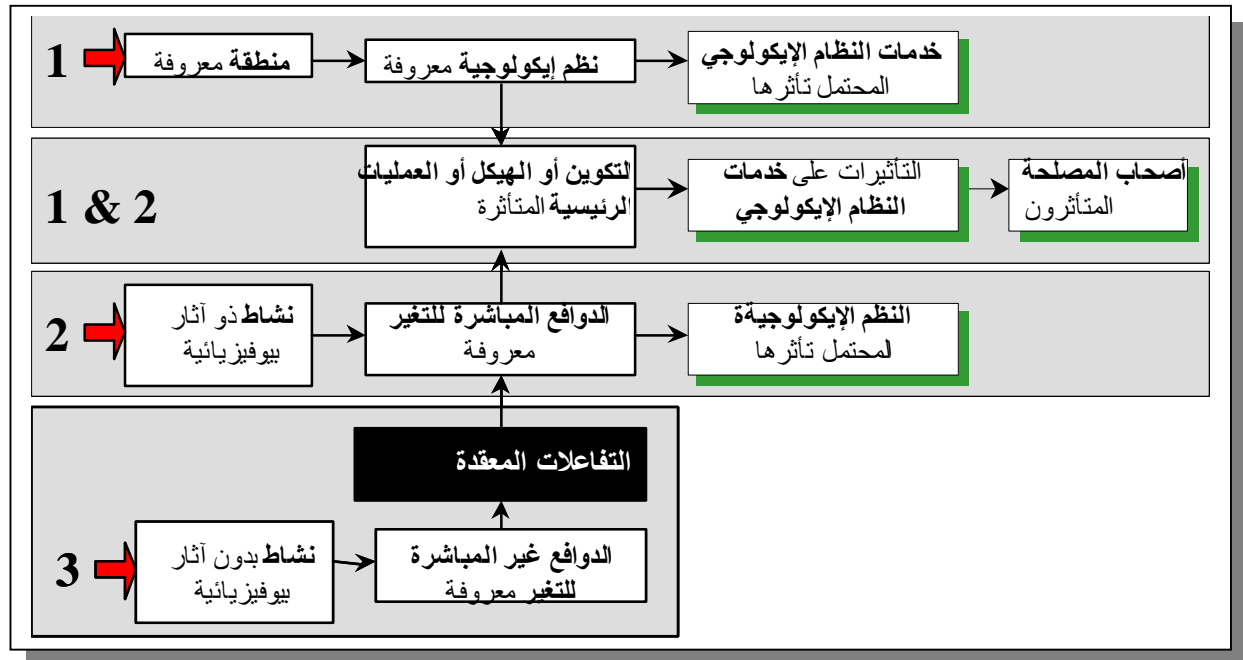 1
منطقة معروفة
نظم إيكولوجية معروفة
خدمات النظام الإيكولوجي
المحتمل تأثرها
1 & 2
التكوين أو الهيكل أو العمليات
الرئيسية المتأثرة
التأثيرات على خدمات
النظام الإيكولوجي
أصحاب المصلحة
المتأثرون
2
نشاط ذو آثار
بيوفيزيائية
الدوافع المباشرة للتغير
معروفة
النظم الإيكولوجيةة
لمحتمل تأثرها
التفاعلات المعقدة
3
نشاط بدون آثار
بيوفيزيائية
الدوافع غير المباشرة
للتغير معروفة